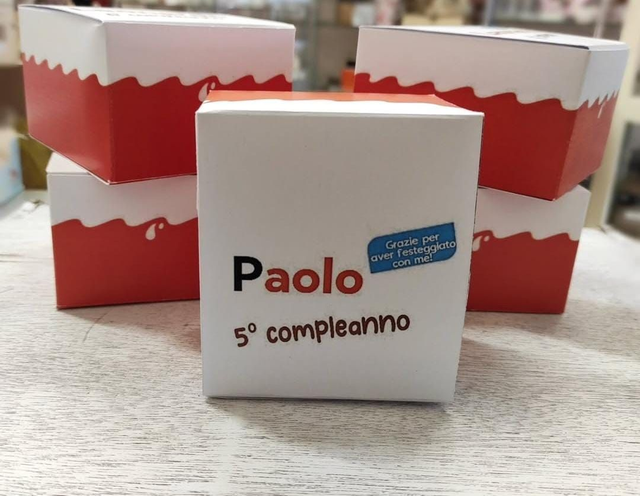 Paolo
Grazie per
aver festeggiato
con me!
5° compleanno